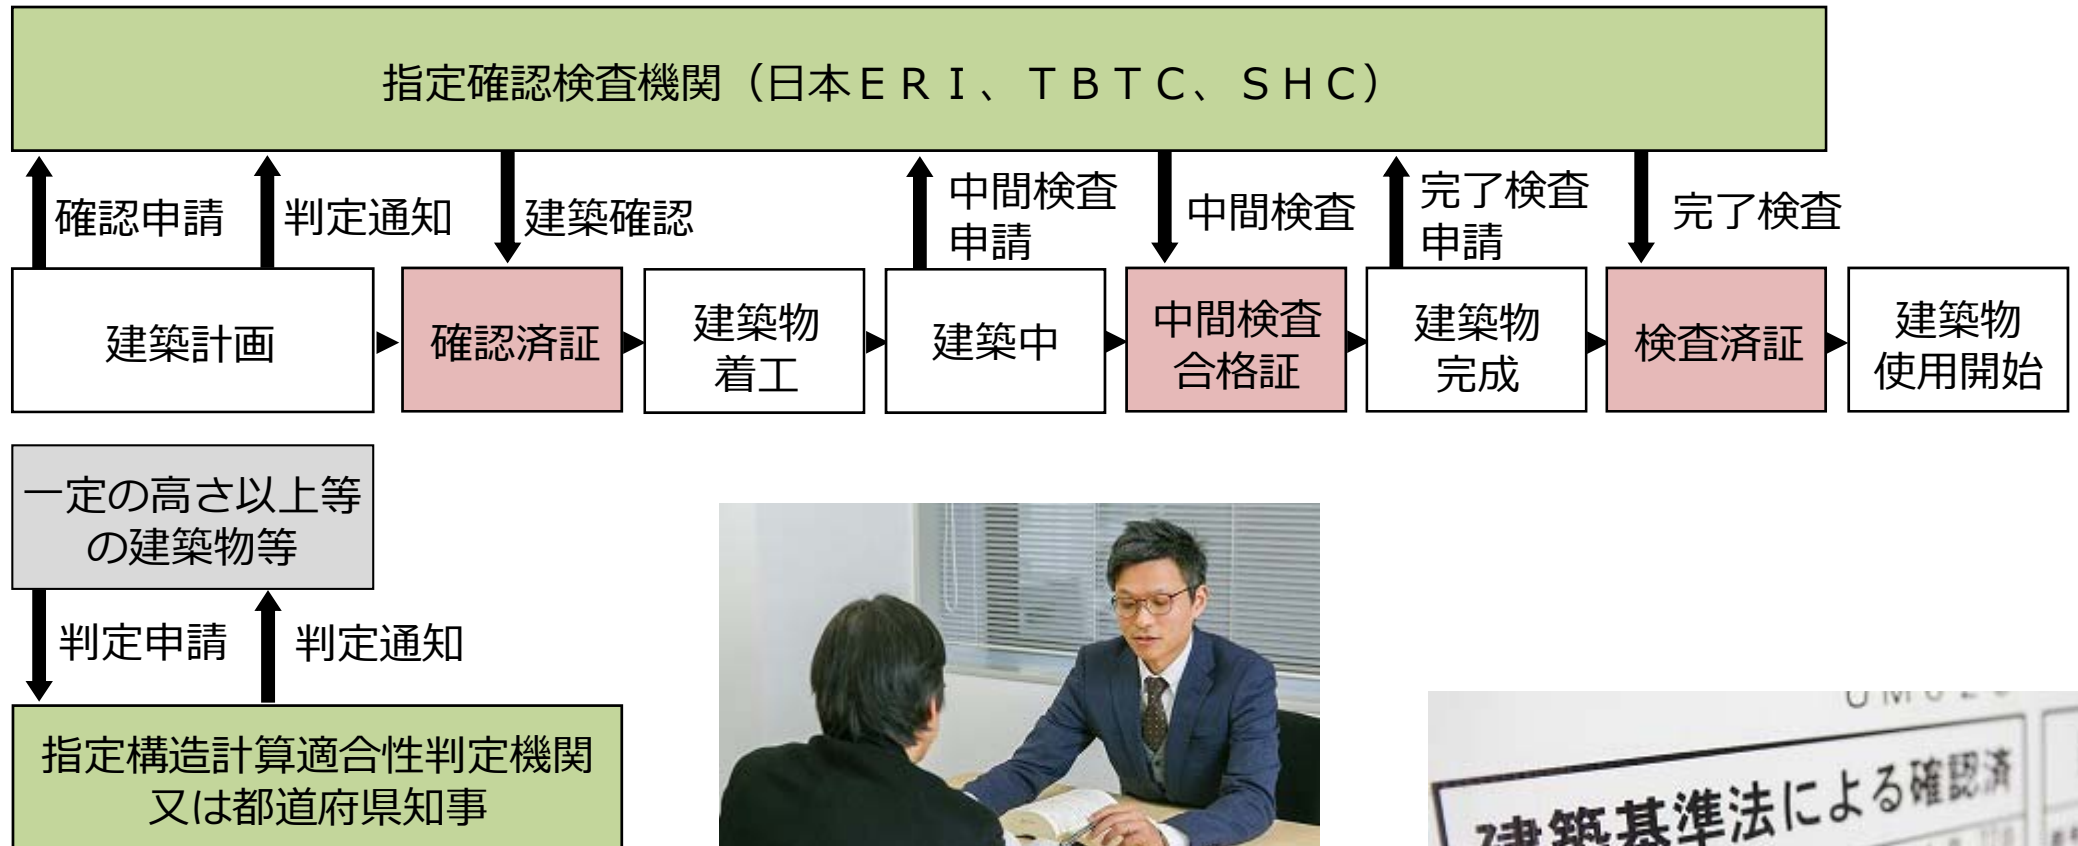 指定確認検査機関（日本ＥＲＩ、ＴＢＴＣ、ＳＨＣ）
確認申請
判定通知
建築確認
中間検査
申請
中間検査
完了検査
申請
完了検査
建築計画
確認済証
建築物
着工
建築中
中間検査
合格証
建築物
完成
検査済証
建築物
使用開始
一定の高さ以上等
の建築物等
判定申請
判定通知
指定構造計算適合性判定機関
又は都道府県知事
建築基準法による確認済